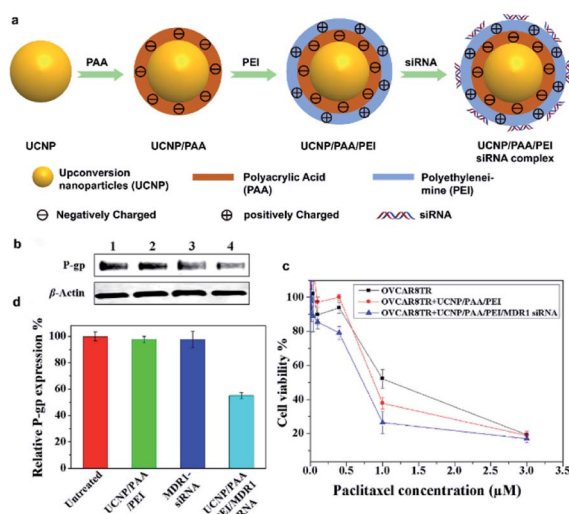 a
PAA
PEI
siRNA
UCNP
UCNP/PAA
UCNP/PAA/PEI
UCNP/PAA/PEI
siRNA complex
Upconversion
nanoparticles (UCNP)
Polyacrylic Acid
(PAA)
Polyethylenei-
mine (PEI)
Negatively Charged
positively Charged
siRNA
b
1 2 3 4
P-gp
β-Actin
c
OVCAR8TR
OVCAR8TR+UCNP/PAA/PEI
OVCAR8TR+UCNP/PAA/PEI/MDR1 siRNA
Cell viability %
100
80
60
40
20
0.0 0.5 1.0 1.5 2.0 2.5 3.0 3.5
Paclitaxel concentration (µM)
d
Relative P-gp expression %
100
80
60
40
20
0
Untreated
UCNP/PAA
/PEI
MDR1-
siRNA
UCNP/PAA
PEI/MDR1
RNA